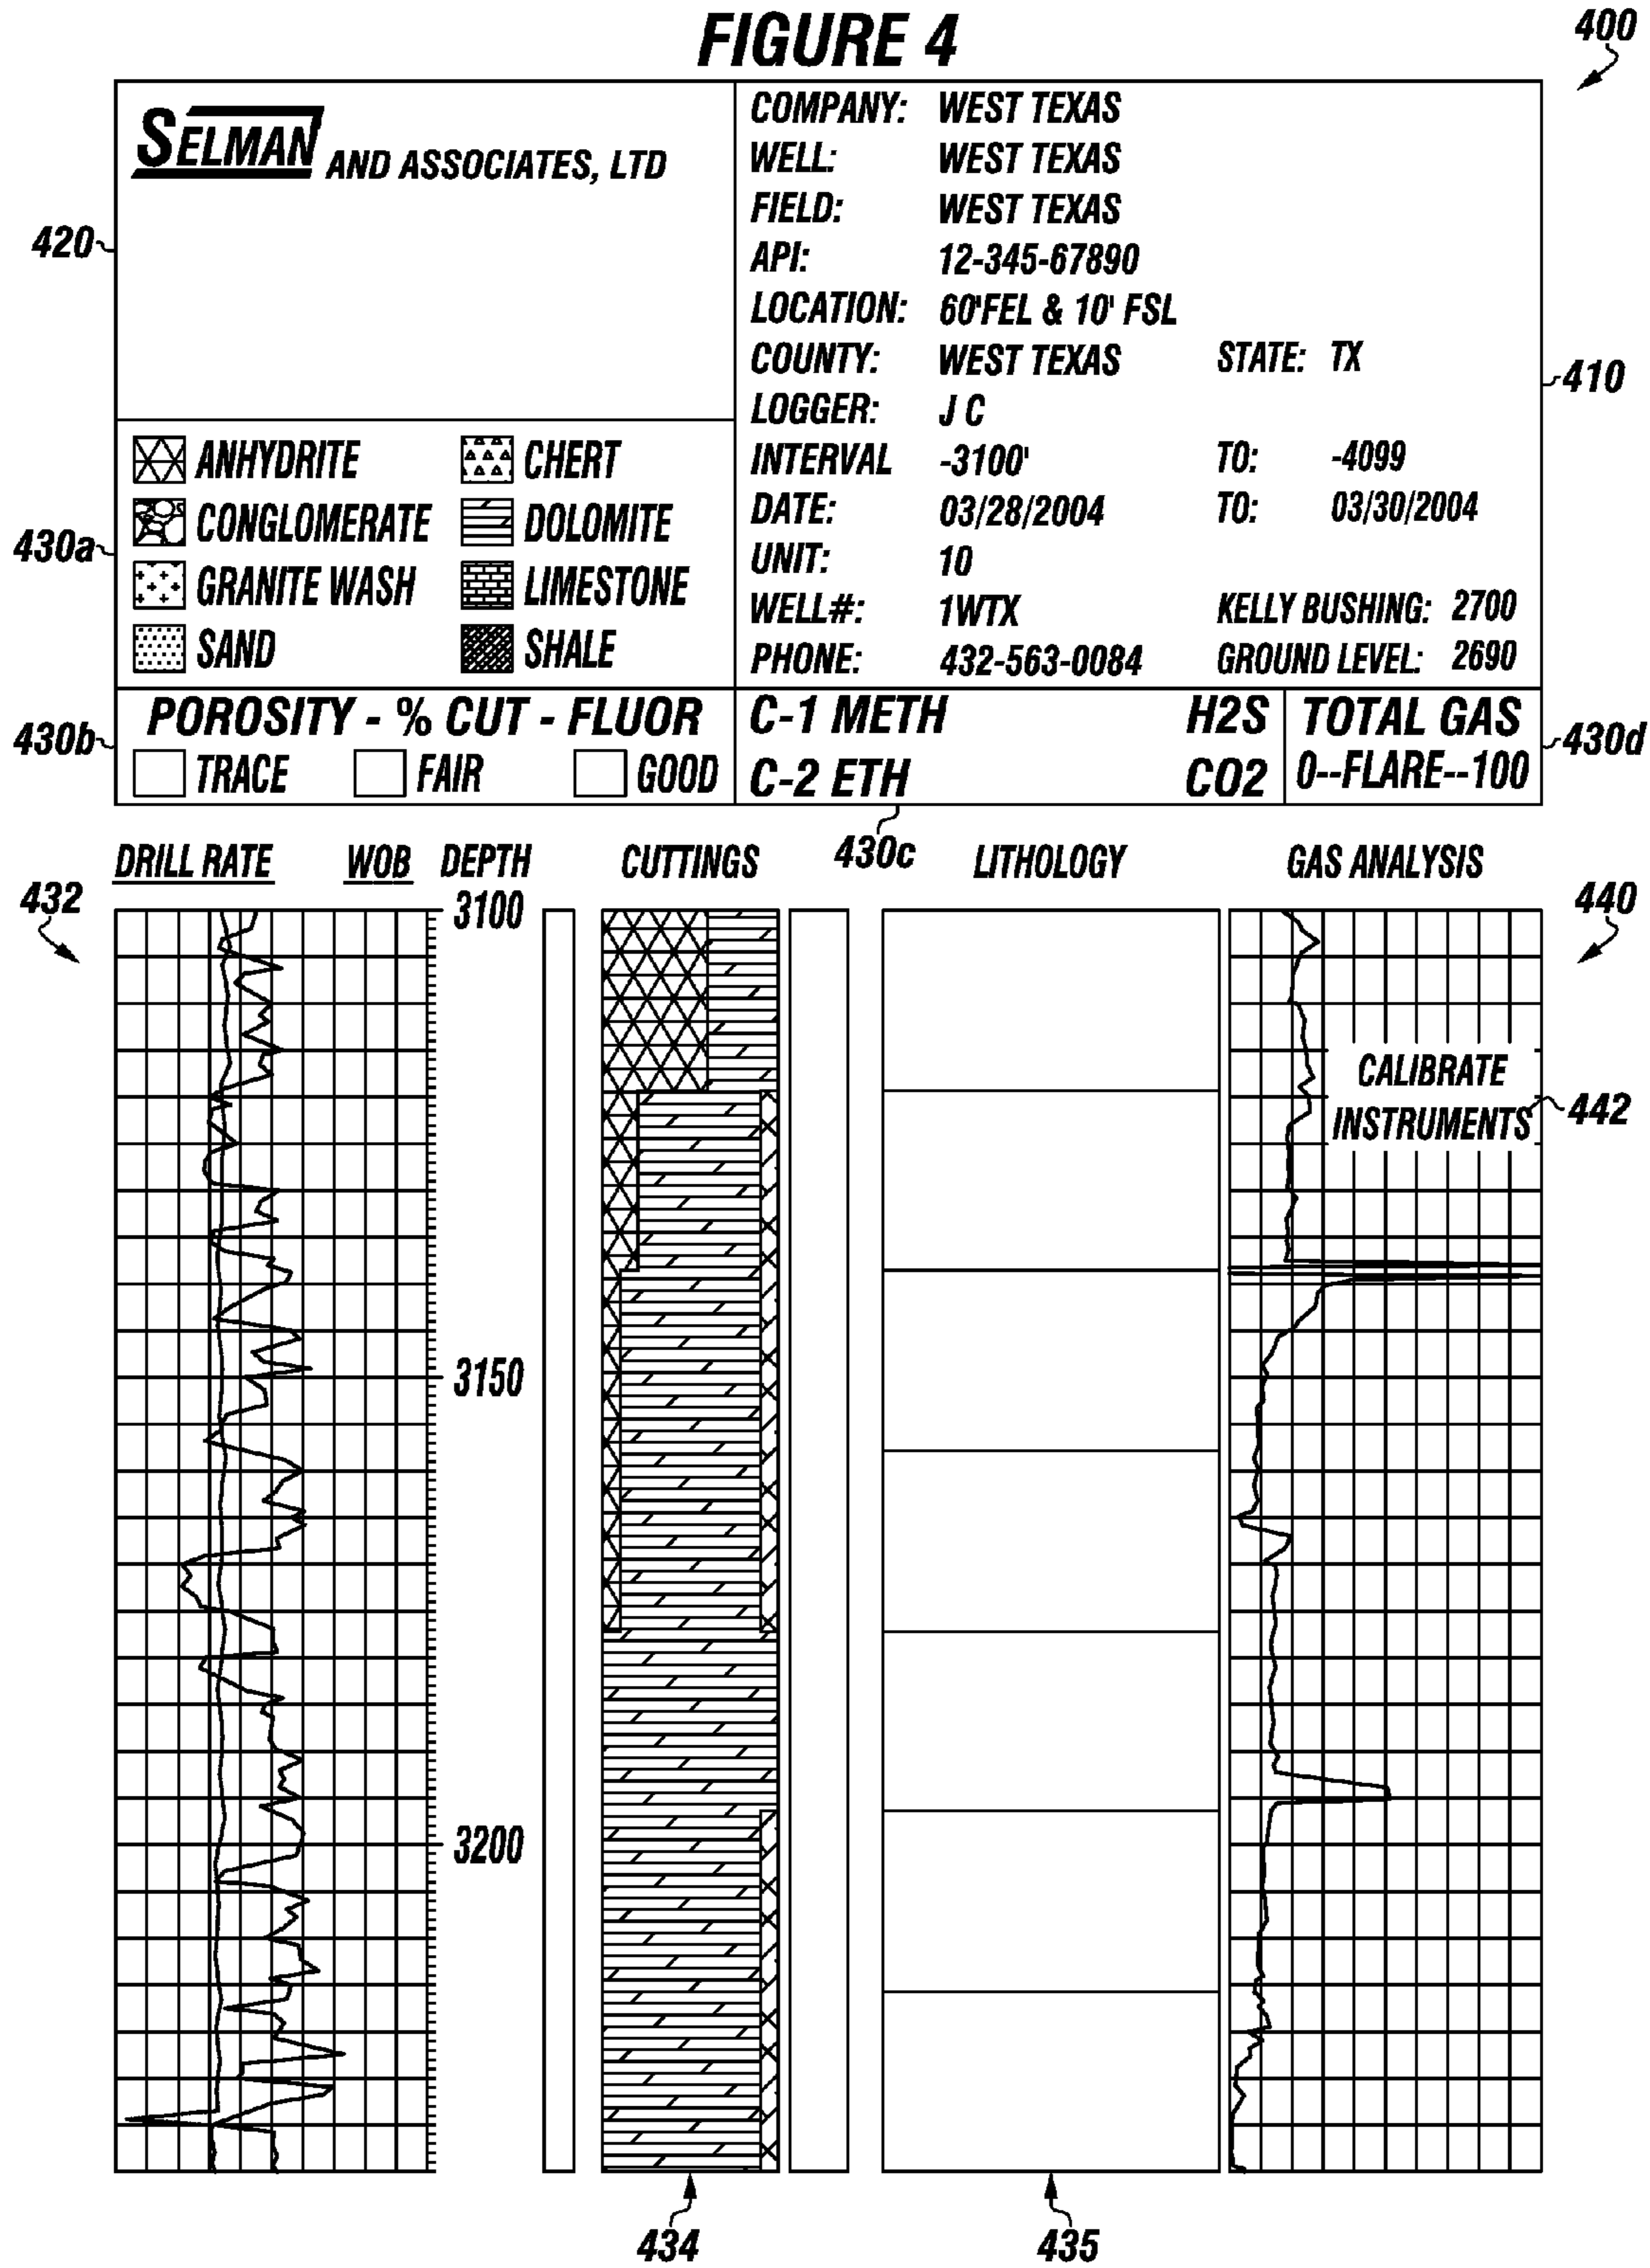 FIGURE 4
400
SELMAN AND ASSOCIATES, LTD
420
COMPANY: WEST TEXAS
WELL: WEST TEXAS
FIELD: WEST TEXAS
API: 12-345-67890
LOCATION: 60'FEL & 10' FSL
COUNTY: WEST TEXAS STATE: TX
410
LOGGER: J C
INTERVAL -3100' TO: -4099
DATE: 03/28/2004 TO: 03/30/2004
UNIT: 10
WELL#: 1WTX KELLY BUSHING: 2700
PHONE: 432-563-0084 GROUND LEVEL: 2690
ANHYDRITE CHERT
CONGLOMERATE DOLOMITE
430a
GRANITE WASH LIMESTONE
SAND SHALE
POROSITY - % CUT - FLUOR
430b
TRACE FAIR GOOD
C-1 METH H2S
C-2 ETH CO2
430c
TOTAL GAS
0--FLARE--100
430d
DRILL RATE WOB DEPTH CUTTINGS LITHOLOGY GAS ANALYSIS
432
3100
440
CALIBRATE
INSTRUMENTS
442
3150
3200
434
435